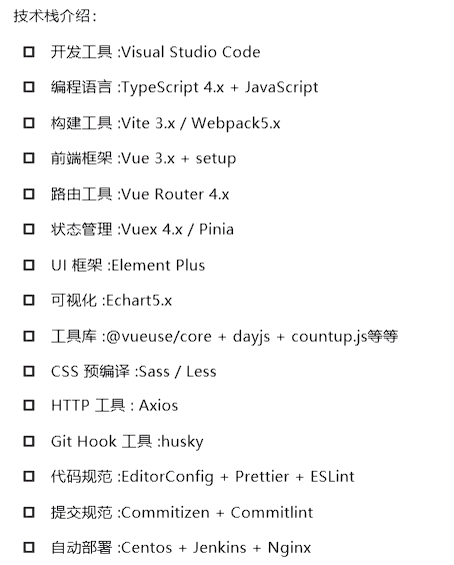 技术栈介绍：
开发工具 :Visual Studio Code
编程语言 :TypeScript 4.x + JavaScript
构建工具 :Vite 3.x / Webpack5.x
前端框架 :Vue 3.x + setup
路由工具 :Vue Router 4.x
状态管理 :Vuex 4.x / Pinia
UI 框架 :Element Plus
可视化 :Echart5.x
工具库 :@vueuse/core + dayjs + countup.js等等
CSS 预编译 :Sass / Less
HTTP 工具 : Axios
Git Hook 工具 :husky
代码规范 :EditorConfig + Prettier + ESLint
提交规范 :Commitizen + Commitlint
自动部署 :Centos + Jenkins + Nginx